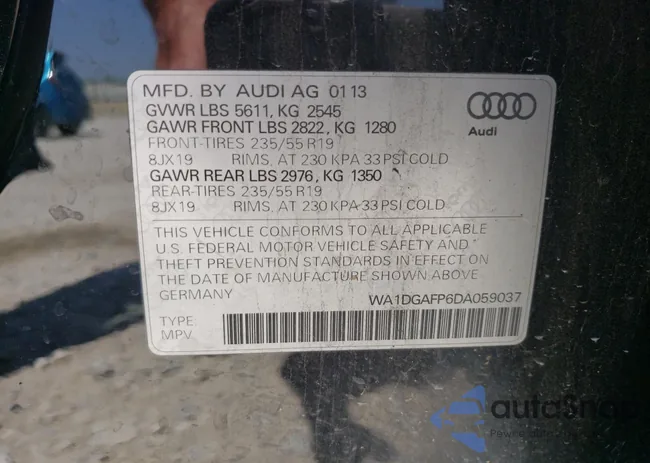 MFD. BY AUDI AG 01 13
GVWR LBS 5611, KG 2545
GAWR FRONT LBS 2822, KG 1280
FRONT-TIRES 235/55 R19
8JX19 RIMS, AT 230 KPA 33 PSI COLD
GAWR REAR LBS 2976, KG 1350
REAR-TIRES 235/55 R19
8JX19 RIMS, AT 230 KPA 33 PSI COLD
Audi
THIS VEHICLE CONFORMS TO ALL APPLICABLE
U.S. FEDERAL MOTOR VEHICLE SAFETY AND
THEFT PREVENTION STANDARDS IN EFFECT ON
THE DATE OF MANUFACTURE SHOWN ABOVE
GERMANY
WA1DGAFP6DA059037
TYPE:
MPV